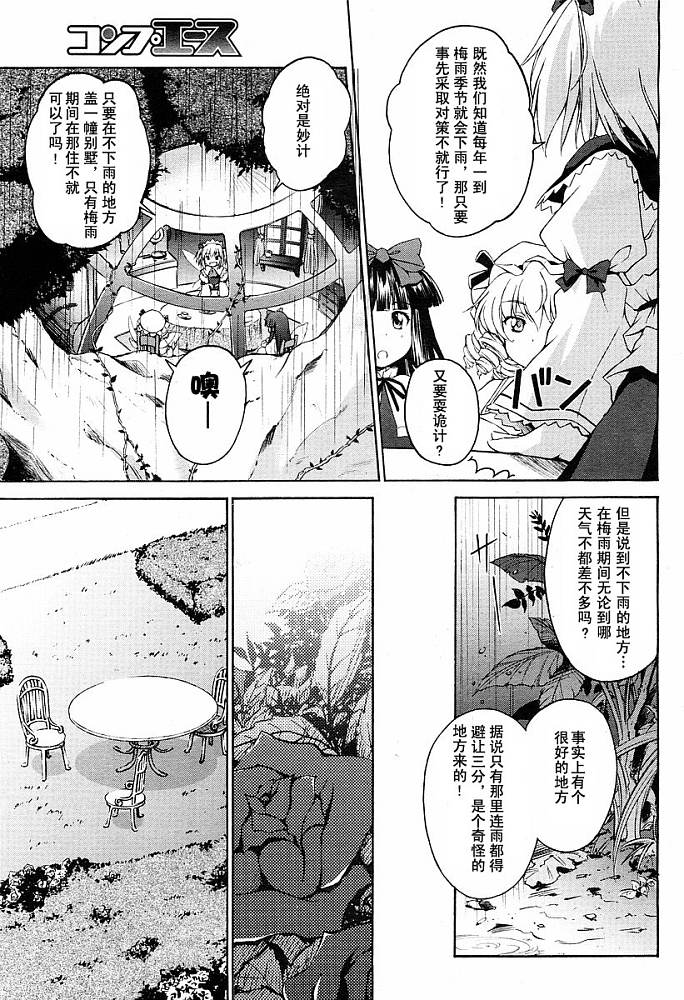 コンプエース
既然我们知道每年一到
梅雨季节就会下雨，那只要
事先采取对策不就行了！
バン
又要耍诡计？
绝对是妙计
只要在不下雨的地方
盖一幢别墅，只有梅雨
期间在那住不就
可以了吗！
噢—
但是说到不下雨的地方…
在梅雨期间无论到哪
天气不都差不多吗？
事实上有个
很好的地方
据说只有那里连雨都得
避让三分，是个奇怪的
地方来的！